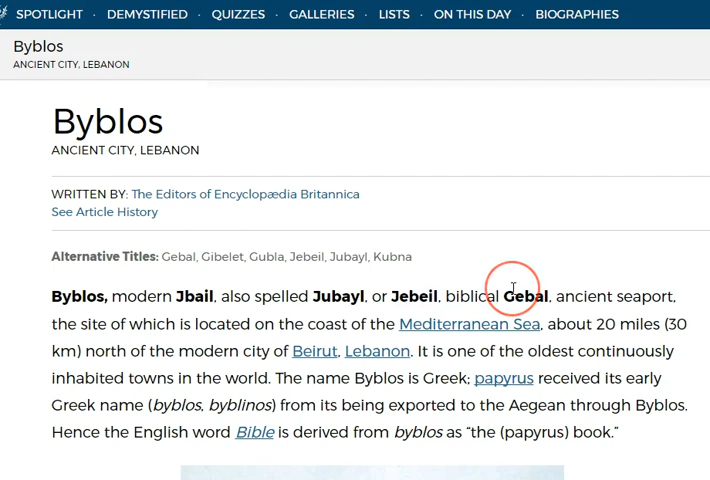 SPOTLIGHT · DEMYSTIFIED · QUIZZES · GALLERIES · LISTS · ON THIS DAY · BIOGRAPHIES
Byblos
ANCIENT CITY, LEBANON
Byblos
ANCIENT CITY, LEBANON
WRITTEN BY: The Editors of Encyclopædia Britannica
See Article History
Alternative Titles: Gebal, Gibelet, Gubla, Jebeil, Jubayl, Kubna
Byblos, modern Jbail, also spelled Jubayl, or Jebeil, biblical Gebal, ancient seaport,
the site of which is located on the coast of the Mediterranean Sea, about 20 miles (30
km) north of the modern city of Beirut, Lebanon. It is one of the oldest continuously
inhabited towns in the world. The name Byblos is Greek; papyrus received its early
Greek name (byblos, byblinos) from its being exported to the Aegean through Byblos.
Hence the English word Bible is derived from byblos as “the (papyrus) book.”